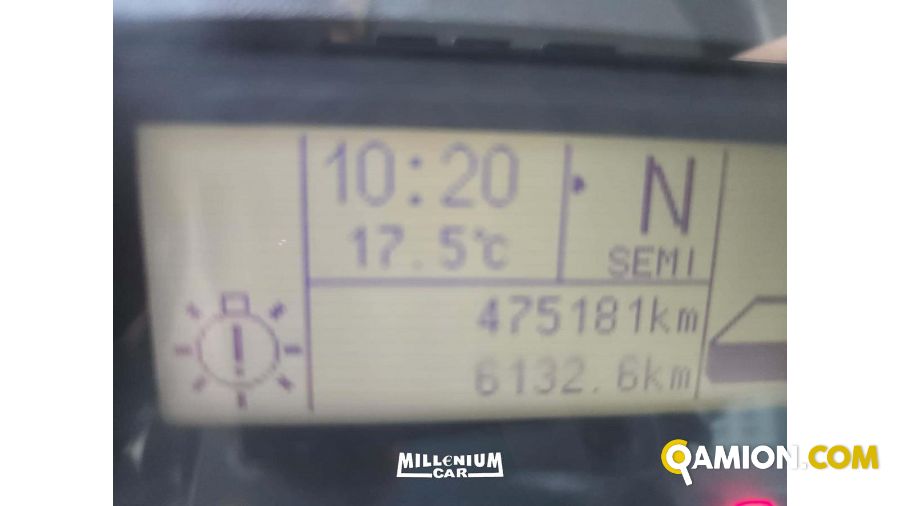 10:20
N
17.5°C
SEMI
475181km
6132.6km
MILLENIUM
CAR
QAMION.COM